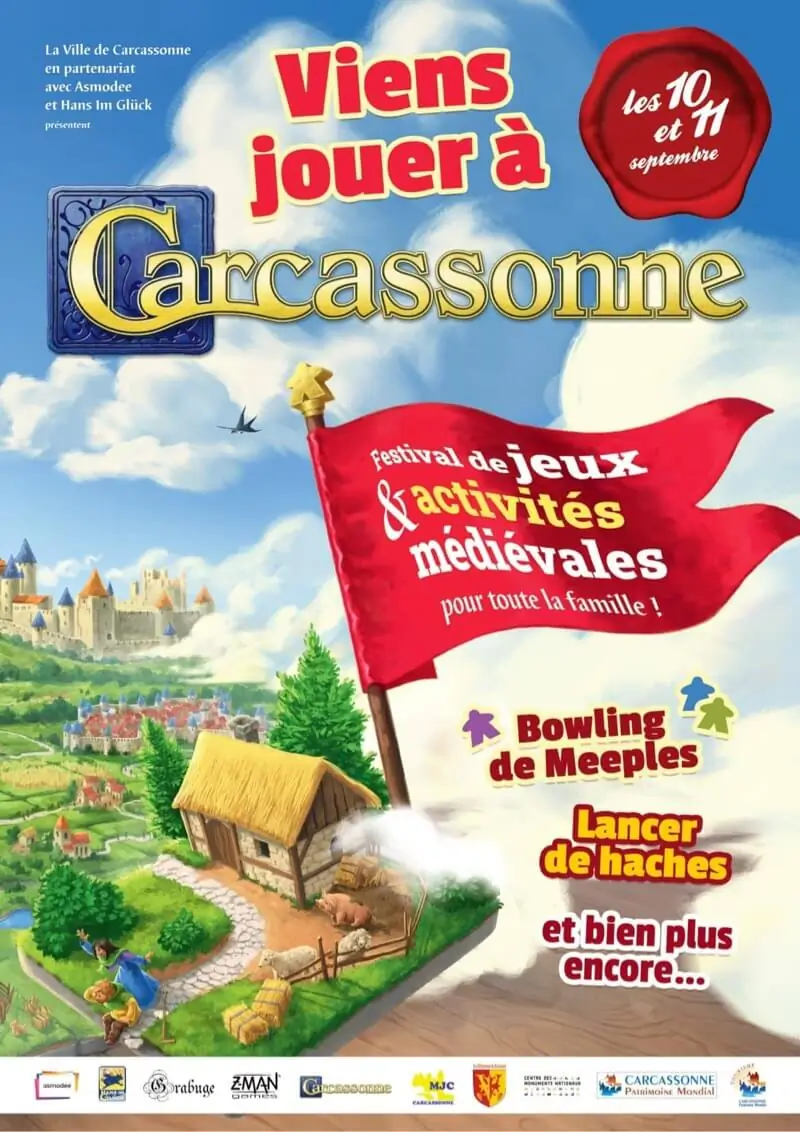 La Ville de Carcassonne
en partenariat
avec Asmodee
et Hans Im Glück
présentent
Viens
jouer à
les 10
et 11
septembre
Carcassonne
Festival de jeux
& activités
médiévales
pour toute la famille !
Bowling
de Meeples
Lancer
de haches
et bien plus
encore...
asmodee
Grabuge
Z-MAN
games
Carcassonne
MJC
CARCASSONNE
CENTRE DES
MONUMENTS NATIONAUX
CARCASSONNE
PATRIMOINE MONDIAL
CARCASSONNE